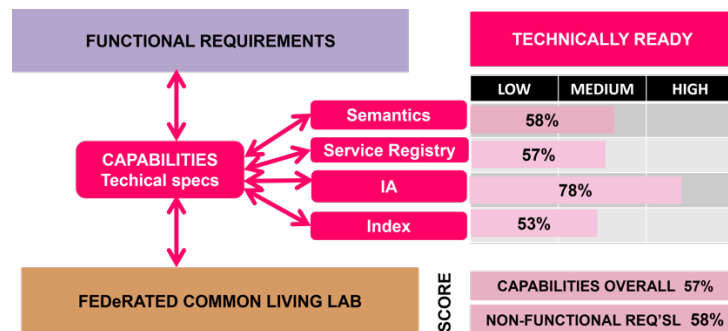 FUNCTIONAL REQUIREMENTS
TECHNICALLY READY
LOW MEDIUM HIGH
Semantics 58%
Service Registry 57%
CAPABILITIES
Techical specs
IA 78%
Index 53%
FEDeRATED COMMON LIVING LAB
SCORE
CAPABILITIES OVERALL 57%
NON-FUNCTIONAL REQ'SL 58%